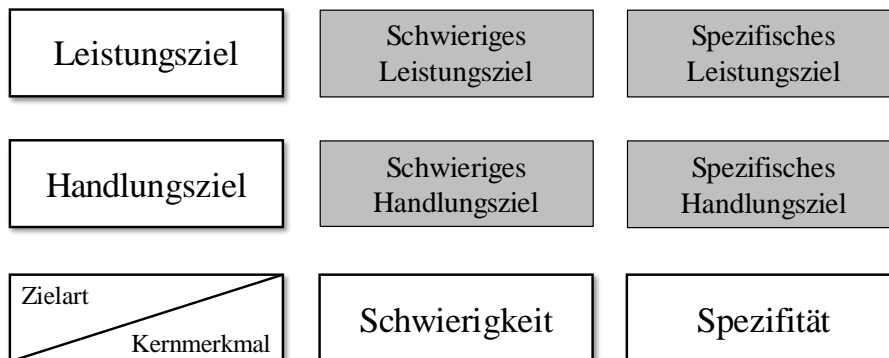 Leistungsziel
Schwieriges
Leistungsziel
Spezifisches
Leistungsziel
Handlungsziel
Schwieriges
Handlungsziel
Spezifisches
Handlungsziel
Zielart
Kernmerkmal
Schwierigkeit
Spezifität